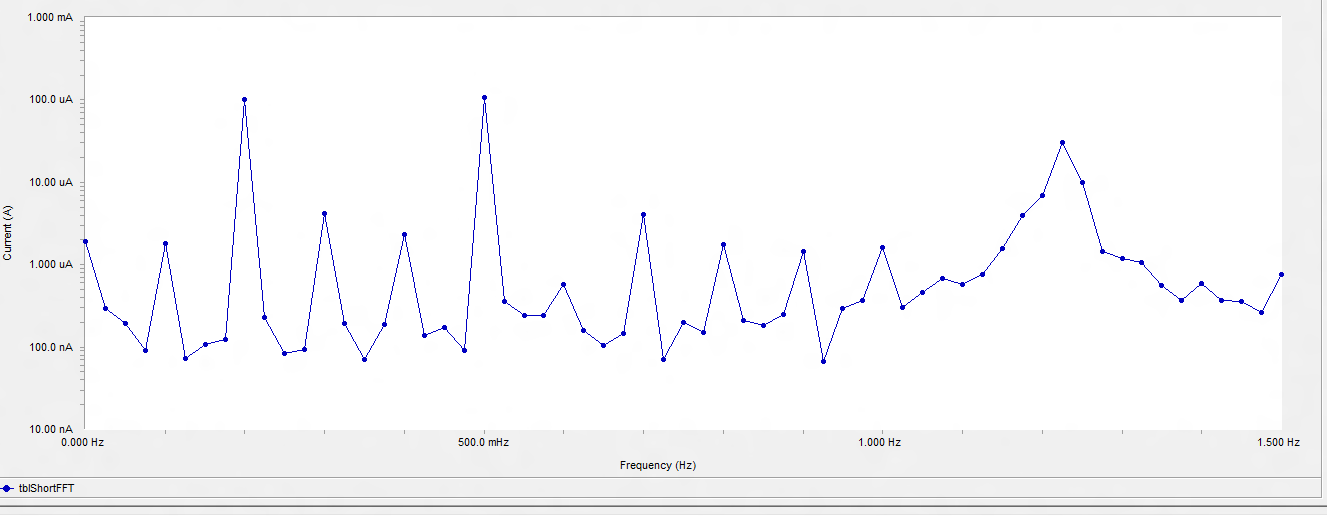 1.000 mA
100.0 uA
10.00 uA
1.000 uA
100.0 nA
10.00 nA
Current (A)
0.000 Hz 500.0 mHz 1.000 Hz 1.500 Hz
Frequency (Hz)
tblShortFFT